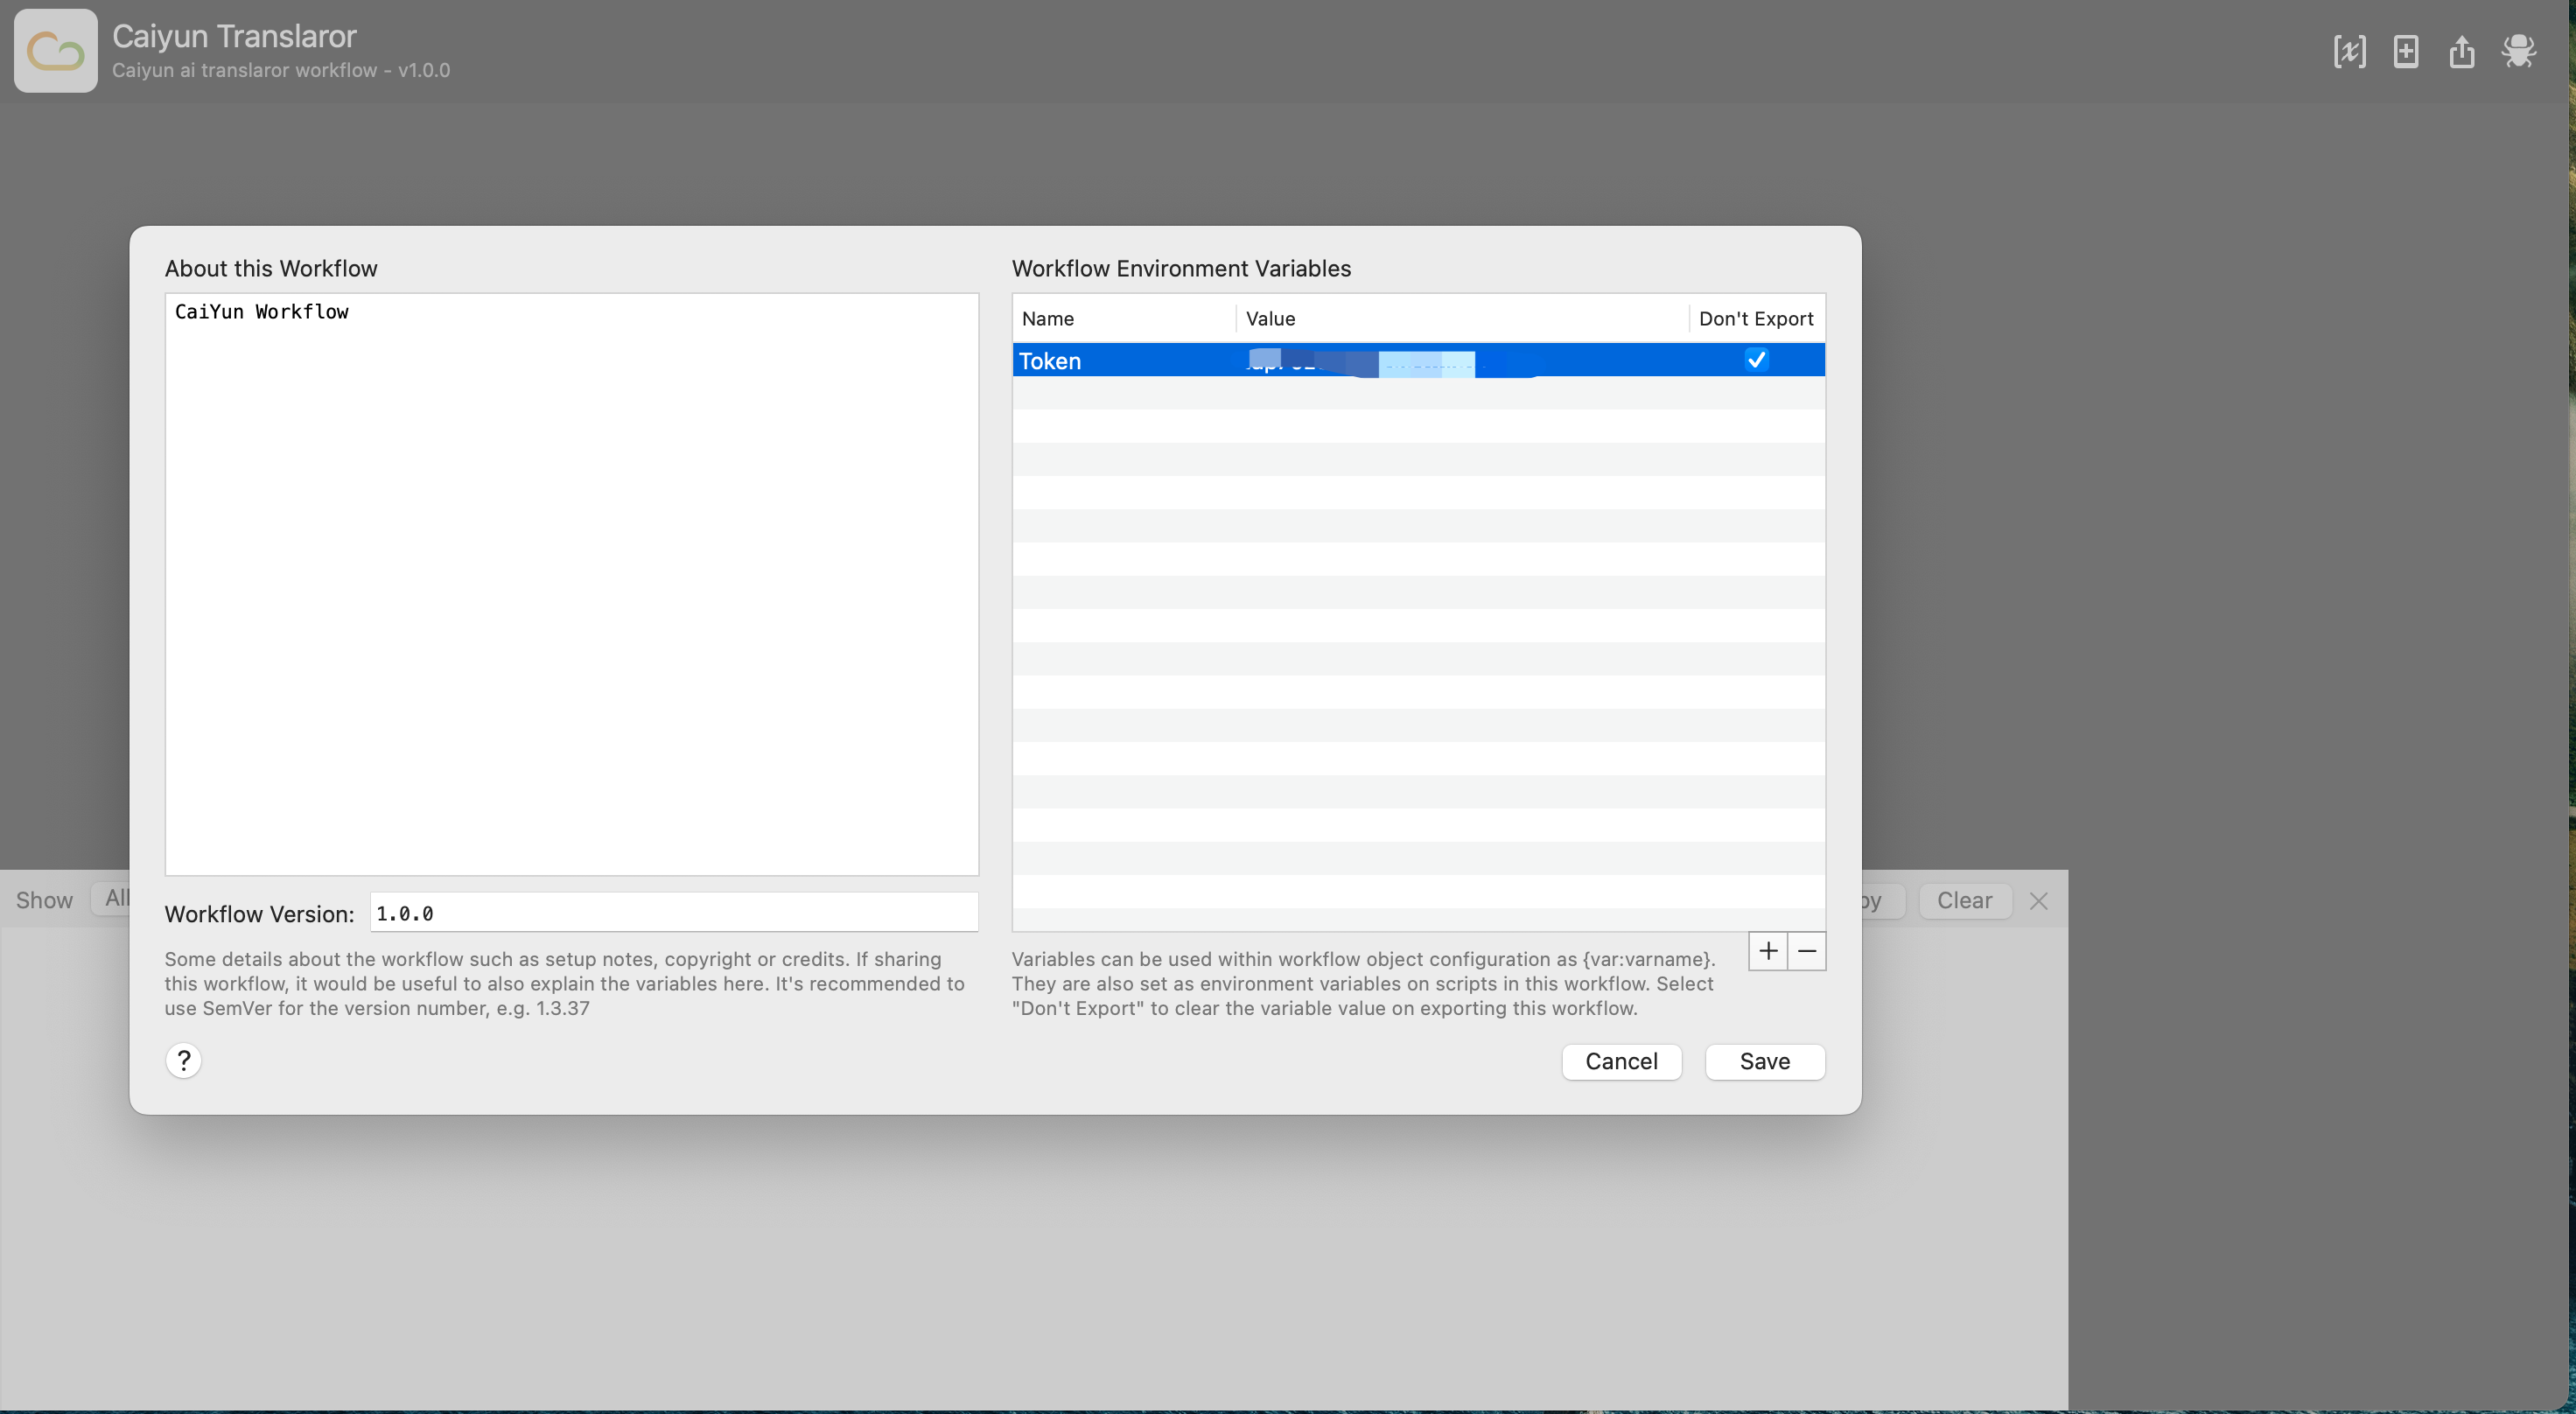 Caiyun Translaror
Caiyun ai translaror workflow - v1.0.0
About this Workflow
CaiYun Workflow
Workflow Environment Variables
Name Value Don't Export
Token
Show All
Clear
Workflow Version: 1.0.0
Some details about the workflow such as setup notes, copyright or credits. If sharing
this workflow, it would be useful to also explain the variables here. It's recommended to
use SemVer for the version number, e.g. 1.3.37
Variables can be used within workflow object configuration as {var:varname}.
They are also set as environment variables on scripts in this workflow. Select
"Don't Export" to clear the variable value on exporting this workflow.
?
Cancel
Save